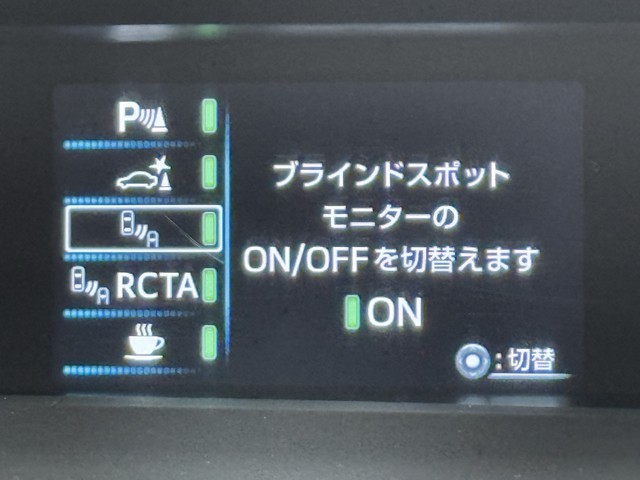 P
RCTA
ブラインドスポット
モニターの
ON/OFFを切替えます
ON
:切替